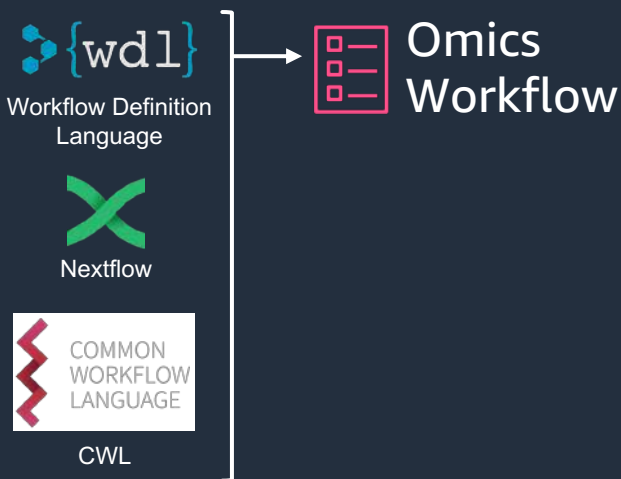 {wdl}
Workflow Definition
Language
Nextflow
COMMON
WORKFLOW
LANGUAGE
CWL
Omics
Workflow